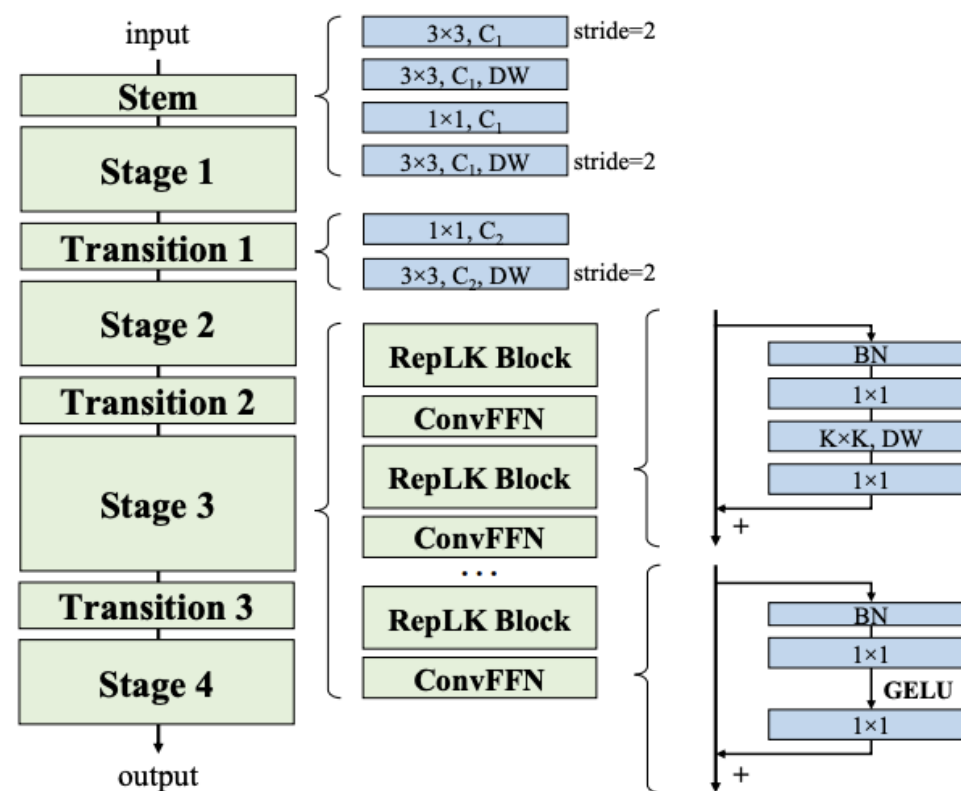 input
Stem
Stage 1
Transition 1
Stage 2
Transition 2
Stage 3
Transition 3
Stage 4
output
3×3, C₁ stride=2
3×3, C₁, DW
1×1, C₁
3×3, C₁, DW stride=2
1×1, C₂
3×3, C₂, DW stride=2
RepLK Block
ConvFFN
RepLK Block
ConvFFN
...
RepLK Block
ConvFFN
BN
1×1
K×K, DW
1×1
+
BN
1×1
GELU
1×1
+